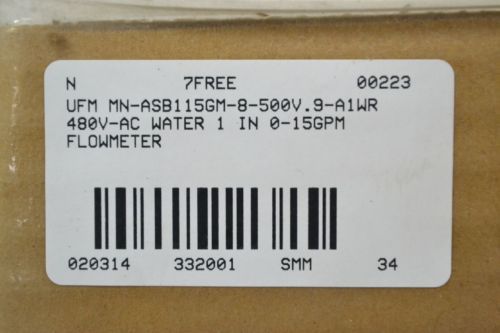 N 7FREE 00223
UFM MN-ASB115GM-8-500V.9-A1WR
480V-AC WATER 1 IN 0-15GPM
FLOWMETER
020314 332001 SMM 34